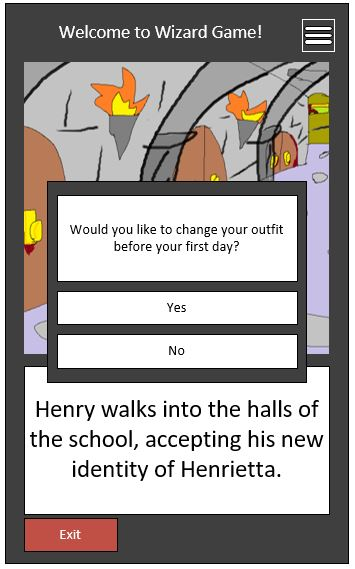 Welcome to Wizard Game!
Would you like to change your outfit
before your first day?
Yes
No
Henry walks into the halls of
the school, accepting his new
identity of Henrietta.
Exit